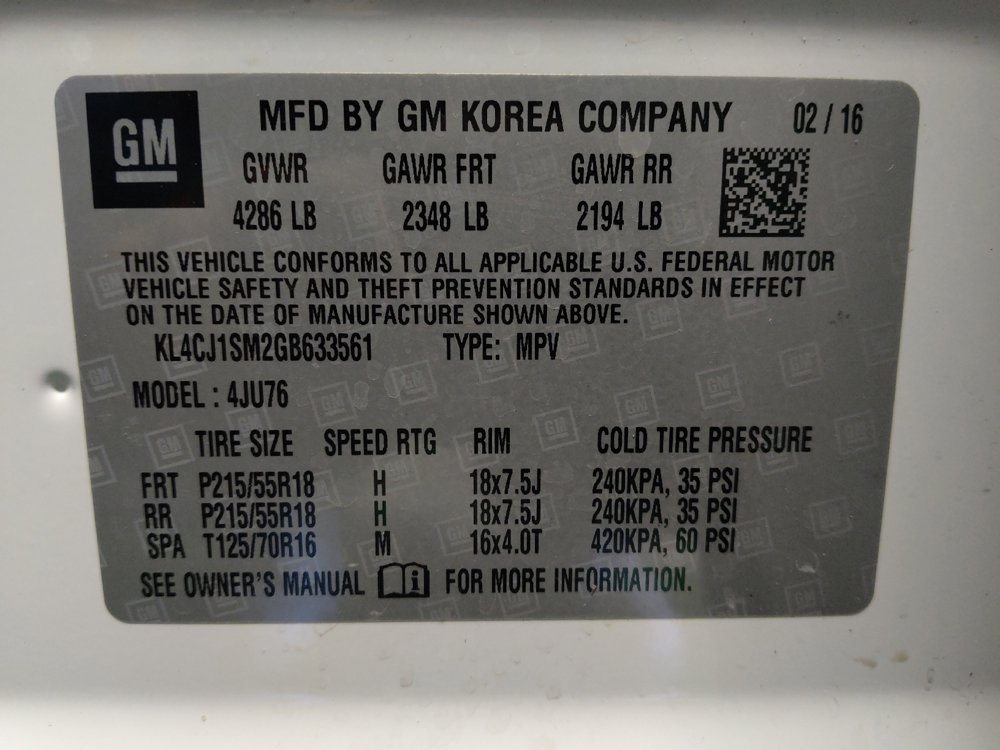 GM
MFD BY GM KOREA COMPANY 02 / 16
GVWR GAWR FRT GAWR RR
4286 LB 2348 LB 2194 LB
THIS VEHICLE CONFORMS TO ALL APPLICABLE U.S. FEDERAL MOTOR
VEHICLE SAFETY AND THEFT PREVENTION STANDARDS IN EFFECT
ON THE DATE OF MANUFACTURE SHOWN ABOVE.
KL4CJ1SM2GB633561 TYPE: MPV
MODEL : 4JU76
TIRE SIZE SPEED RTG RIM COLD TIRE PRESSURE
FRT P215/55R18 H 18x7.5J 240KPA, 35 PSI
RR P215/55R18 H 18x7.5J 240KPA, 35 PSI
SPA T125/70R16 M 16x4.0T 420KPA, 60 PSI
SEE OWNER'S MANUAL i FOR MORE INFORMATION.